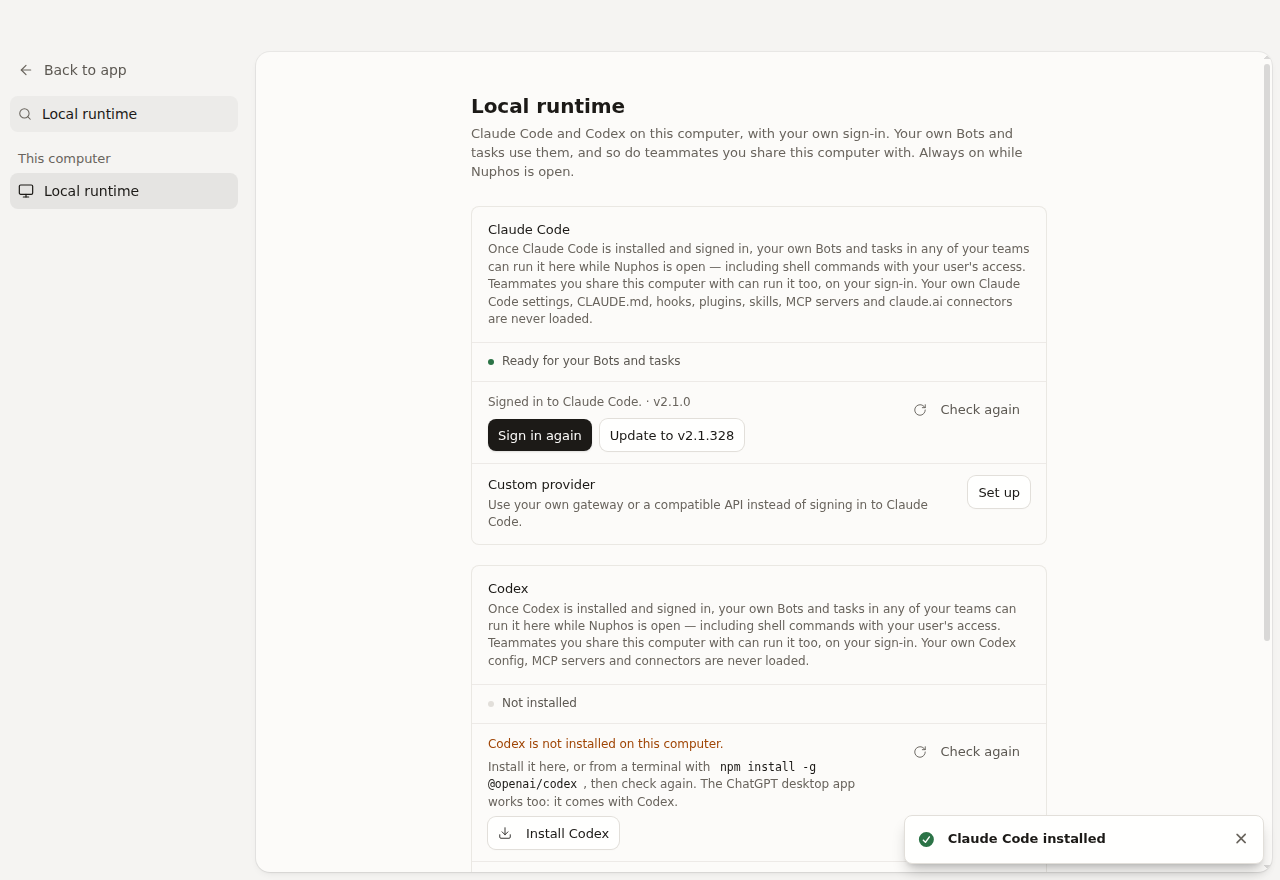 Back to app
Local runtime
This computer
Local runtime
Local runtime
Claude Code and Codex on this computer, with your own sign-in. Your own Bots and
tasks use them, and so do teammates you share this computer with. Always on while
Nuphos is open.
Claude Code
Once Claude Code is installed and signed in, your own Bots and tasks in any of your teams
can run it here while Nuphos is open — including shell commands with your user's access.
Teammates you share this computer with can run it too, on your sign-in. Your own Claude
Code settings, CLAUDE.md, hooks, plugins, skills, MCP servers and claude.ai connectors
are never loaded.
Ready for your Bots and tasks
Signed in to Claude Code. · v2.1.0
Check again
Sign in again
Update to v2.1.328
Custom provider
Set up
Use your own gateway or a compatible API instead of signing in to Claude
Code.
Codex
Once Codex is installed and signed in, your own Bots and tasks in any of your teams can
run it here while Nuphos is open — including shell commands with your user's access.
Teammates you share this computer with can run it too, on your sign-in. Your own Codex
config, MCP servers and connectors are never loaded.
Not installed
Codex is not installed on this computer.
Check again
Install it here, or from a terminal with npm install -g
@openai/codex , then check again. The ChatGPT desktop app
works too: it comes with Codex.
Install Codex
Claude Code installed